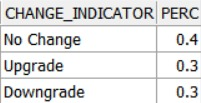 CHANGE_INDICATOR PERC
No Change 0.4
Upgrade 0.3
Downgrade 0.3